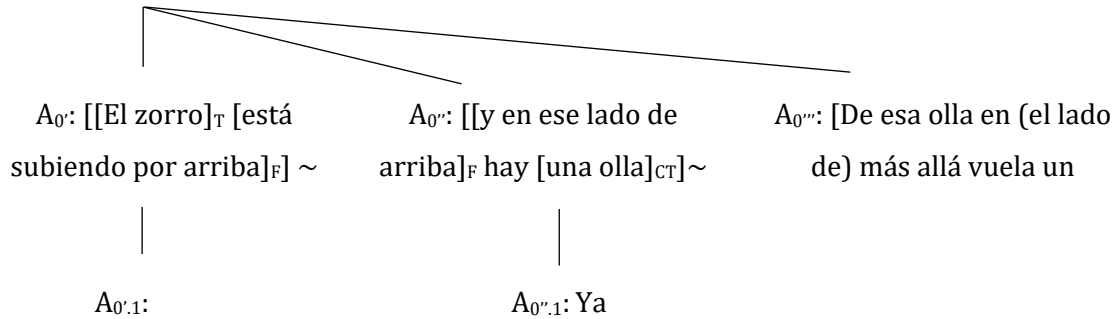 A0': [[El zorro]T [está
subiendo por arriba]F] ~
A0'': [[y en ese lado de
arriba]F hay [una olla]CT]~
A0''': [De esa olla en (el lado
de) más allá vuela un
A0'.1:
A0''.1: Ya